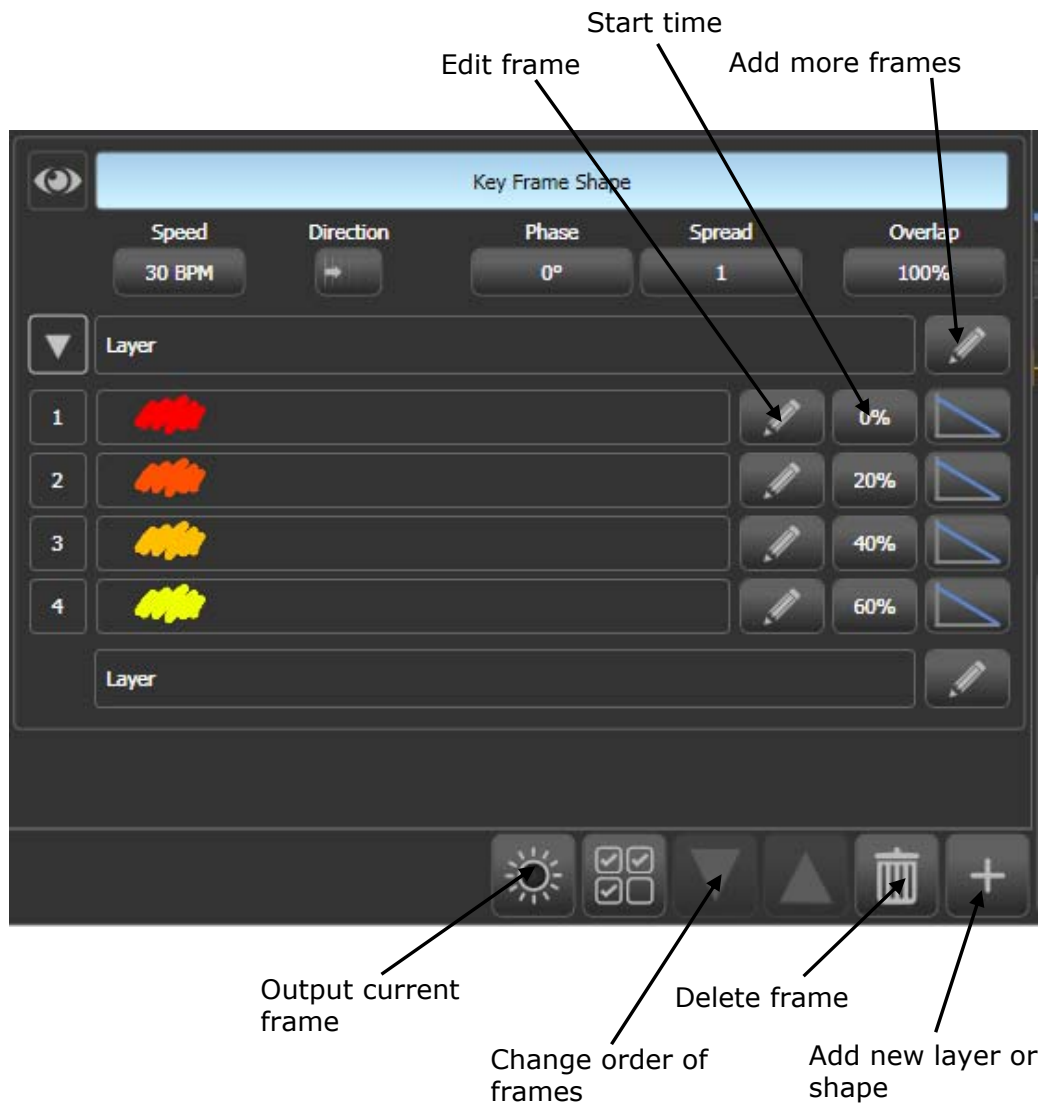 Start time
Edit frame
Add more frames
Key Frame Shape
Speed Direction Phase Spread Overlap
30 BPM 0° 1 100%
Layer
1 0%
2 20%
3 40%
4 60%
Layer
Output current
frame
Delete frame
Change order of
frames
Add new layer or
shape